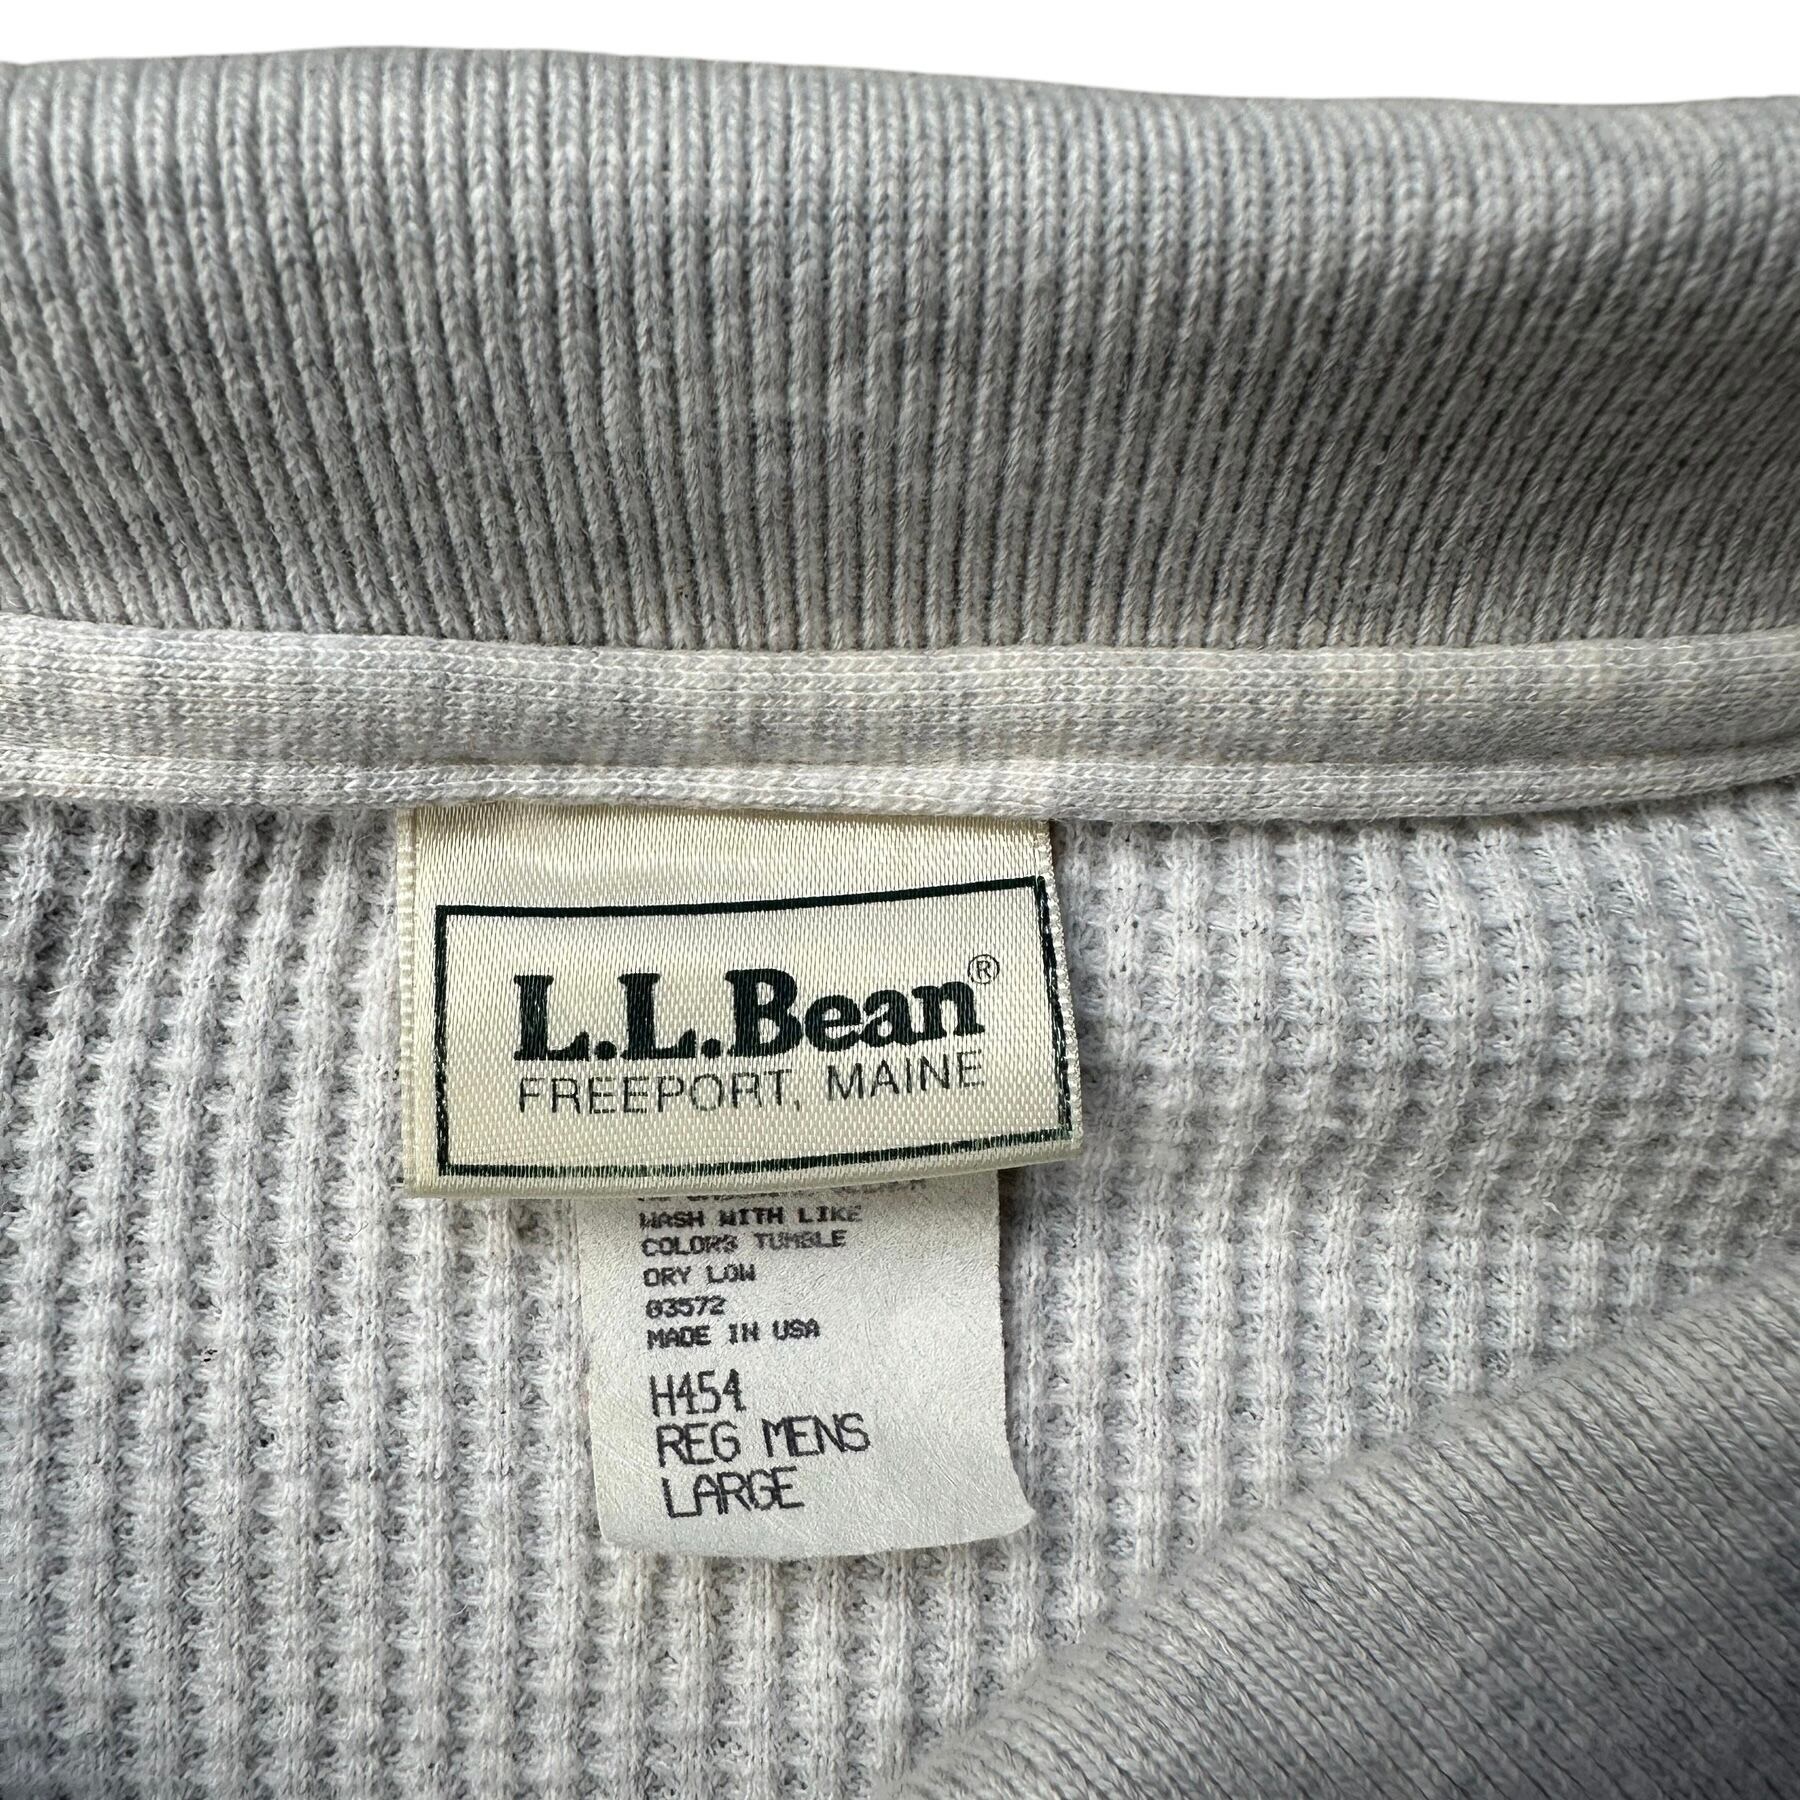 L.L.Bean®
FREEPORT, MAINE
WASH WITH LIKE
COLORS TUMBLE
DRY LOW
03572
MADE IN USA
H454
REG MENS
LARGE